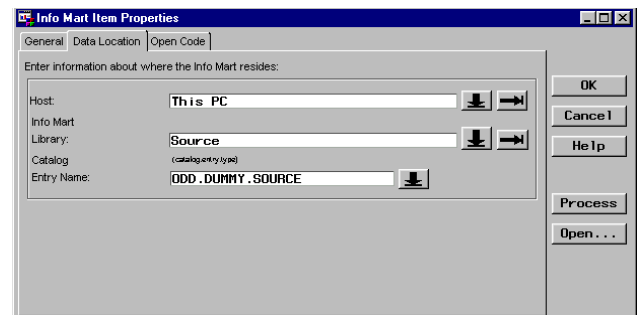 Info Mart Item Properties
General Data Location Open Code
Enter information about where the Info Mart resides:
Host: This PC
Info Mart
Library: Source
Catalog (catalog.entry.type)
Entry Name: ODD.DUMMY.SOURCE
OK
Cancel
Help
Process
Open...